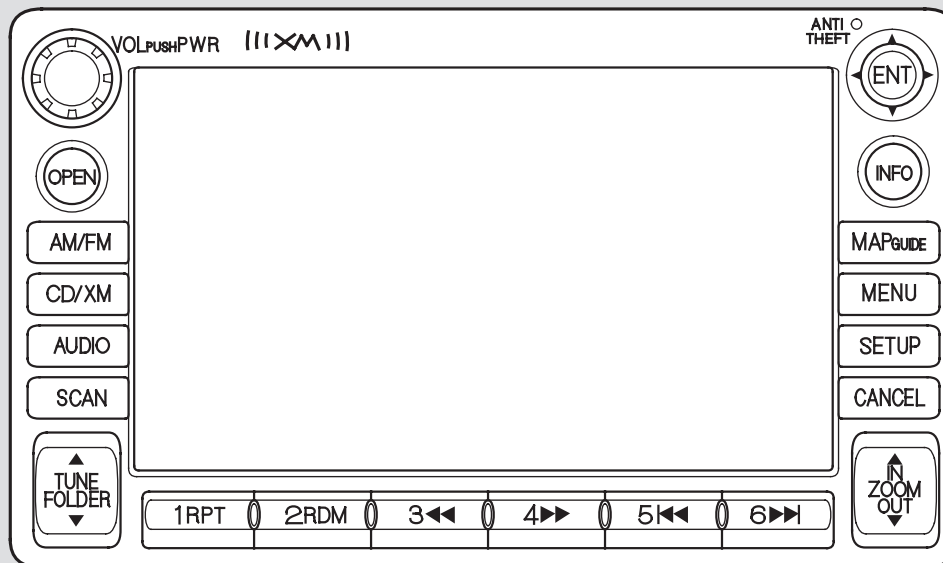 VOLPUSHPWR XM
ANTI
THEFT
ENT
OPEN
INFO
AM/FM
MAPGUIDE
CD/XM
MENU
AUDIO
SETUP
SCAN
CANCEL
TUNE
FOLDER
IN
ZOOM
OUT
1RPT 2RDM 3◀◀ 4▶▶ 5|◀◀ 6▶▶|